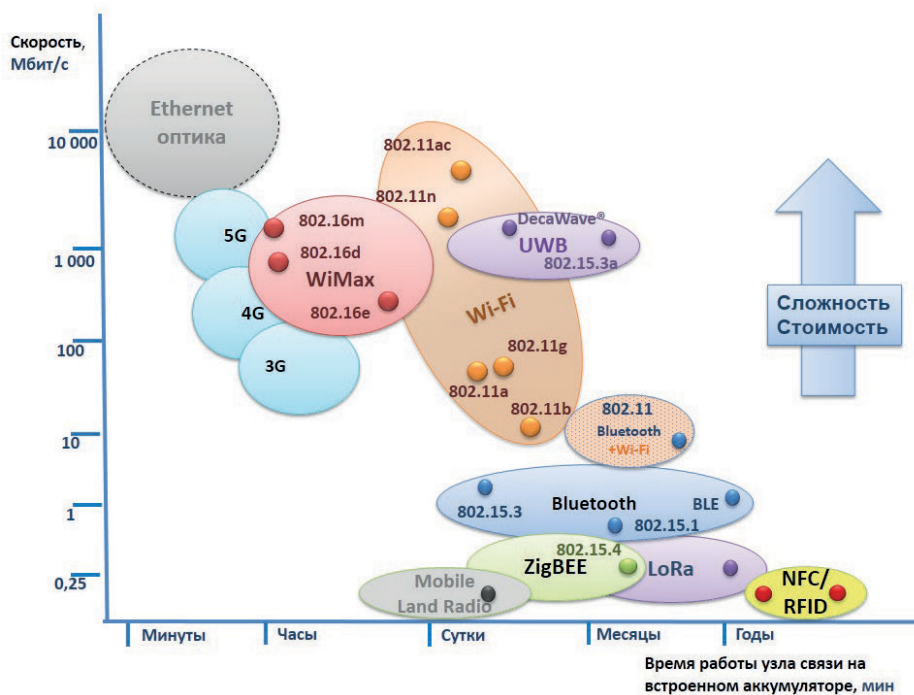 Скорость,
Мбит/с
Ethernet
оптика
10 000
802.11ac
802.11n
DecaWave®
UWB
802.15.3a
5G
802.16m
802.16d
WiMax
802.16e
1 000
4G
Wi-Fi
Сложность
Стоимость
100
3G
802.11g
802.11a
802.11b
802.11
Bluetooth
+Wi-Fi
10
Bluetooth
BLE
802.15.3
802.15.1
1
802.15.4
ZigBEE
LoRa
0,25
Mobile
Land Radio
NFC/
RFID
Минуты
Часы
Сутки
Месяцы
Годы
Время работы узла связи на
встроенном аккумуляторе, мин